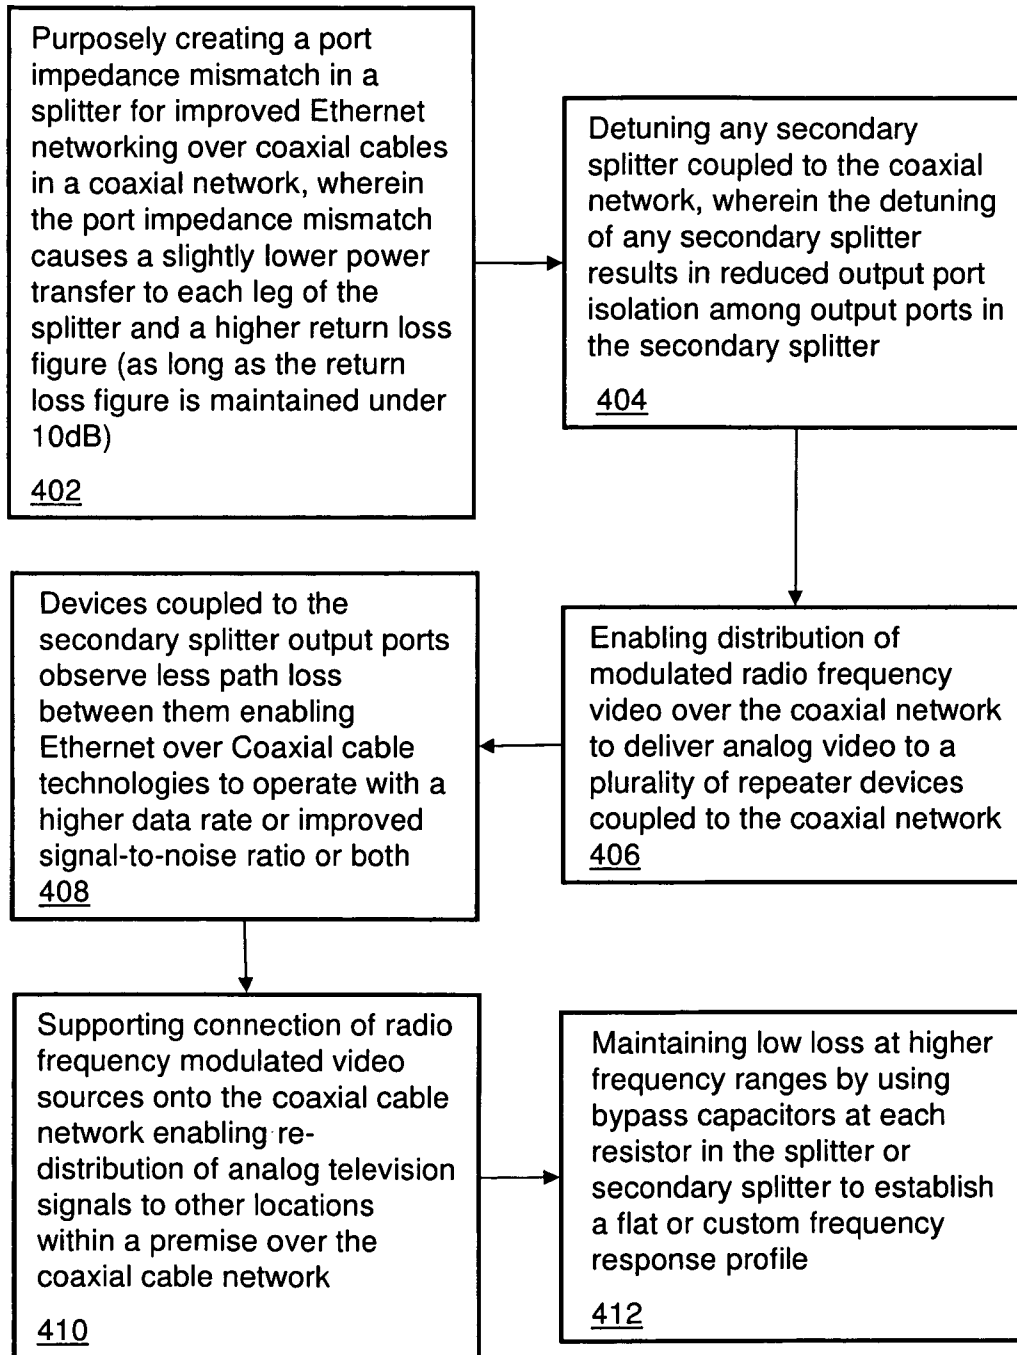 Purposely creating a port
impedance mismatch in a
splitter for improved Ethernet
networking over coaxial cables
in a coaxial network, wherein
the port impedance mismatch
causes a slightly lower power
transfer to each leg of the
splitter and a higher return loss
figure (as long as the return
loss figure is maintained under
10dB)
402
Detuning any secondary
splitter coupled to the coaxial
network, wherein the detuning
of any secondary splitter
results in reduced output port
isolation among output ports in
the secondary splitter
404
Enabling distribution of
modulated radio frequency
video over the coaxial network
to deliver analog video to a
plurality of repeater devices
coupled to the coaxial network
406
Devices coupled to the
secondary splitter output ports
observe less path loss
between them enabling
Ethernet over Coaxial cable
technologies to operate with a
higher data rate or improved
signal-to-noise ratio or both
408
Supporting connection of radio
frequency modulated video
sources onto the coaxial cable
network enabling re-
distribution of analog television
signals to other locations
within a premise over the
coaxial cable network
410
Maintaining low loss at higher
frequency ranges by using
bypass capacitors at each
resistor in the splitter or
secondary splitter to establish
a flat or custom frequency
response profile
412